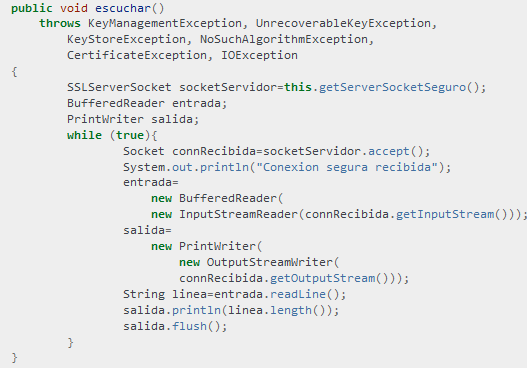 public void escuchar()
    throws KeyManagementException, UnrecoverableKeyException,
        KeyStoreException, NoSuchAlgorithmException,
        CertificateException, IOException
{
        SSLServerSocket socketServidor=this.getServerSocketSeguro();
        BufferedReader entrada;
        PrintWriter salida;
        while (true){
                Socket connRecibida=socketServidor.accept();
                System.out.println("Conexion segura recibida");
                entrada=
                    new BufferedReader(
                    new InputStreamReader(connRecibida.getInputStream()));
                salida=
                    new PrintWriter(
                        new OutputStreamWriter(
                        connRecibida.getOutputStream()));
                String linea=entrada.readLine();
                salida.println(linea.length());
                salida.flush();
        }
}